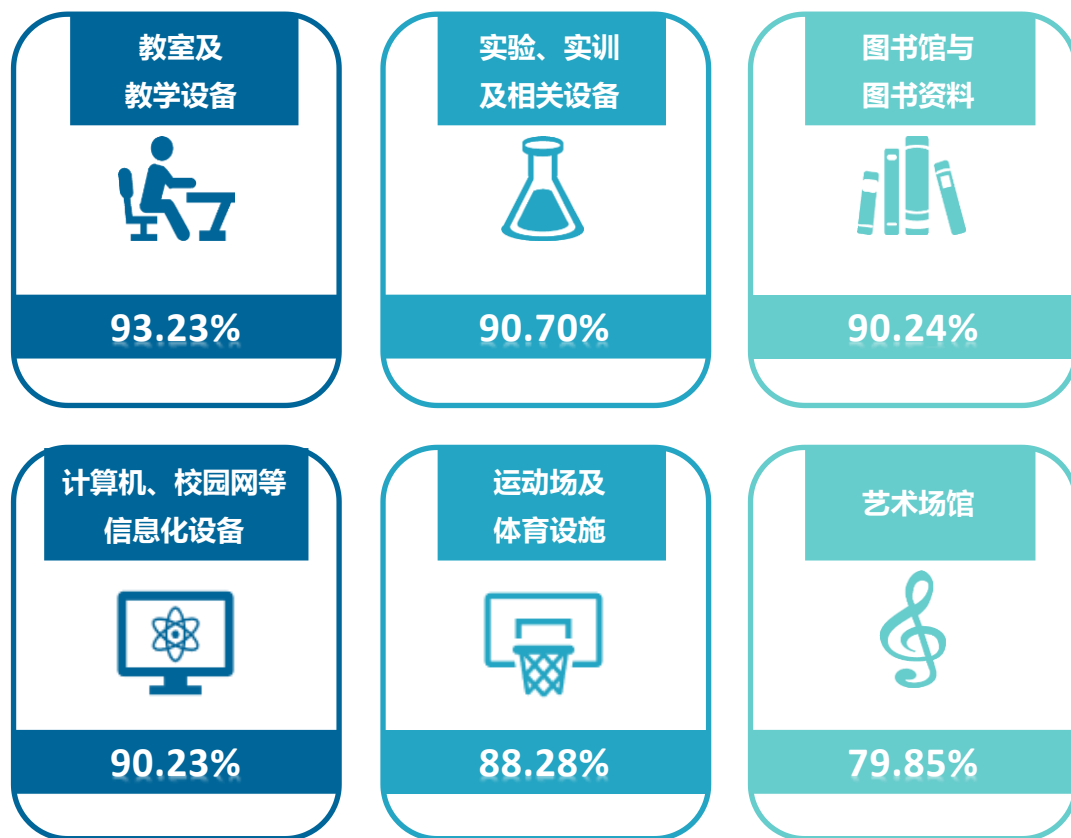 教室及
教学设备
93.23%
实验、实训
及相关设备
90.70%
图书馆与
图书资料
90.24%
计算机、校园网等
信息化设备
90.23%
运动场及
体育设施
88.28%
艺术场馆
79.85%